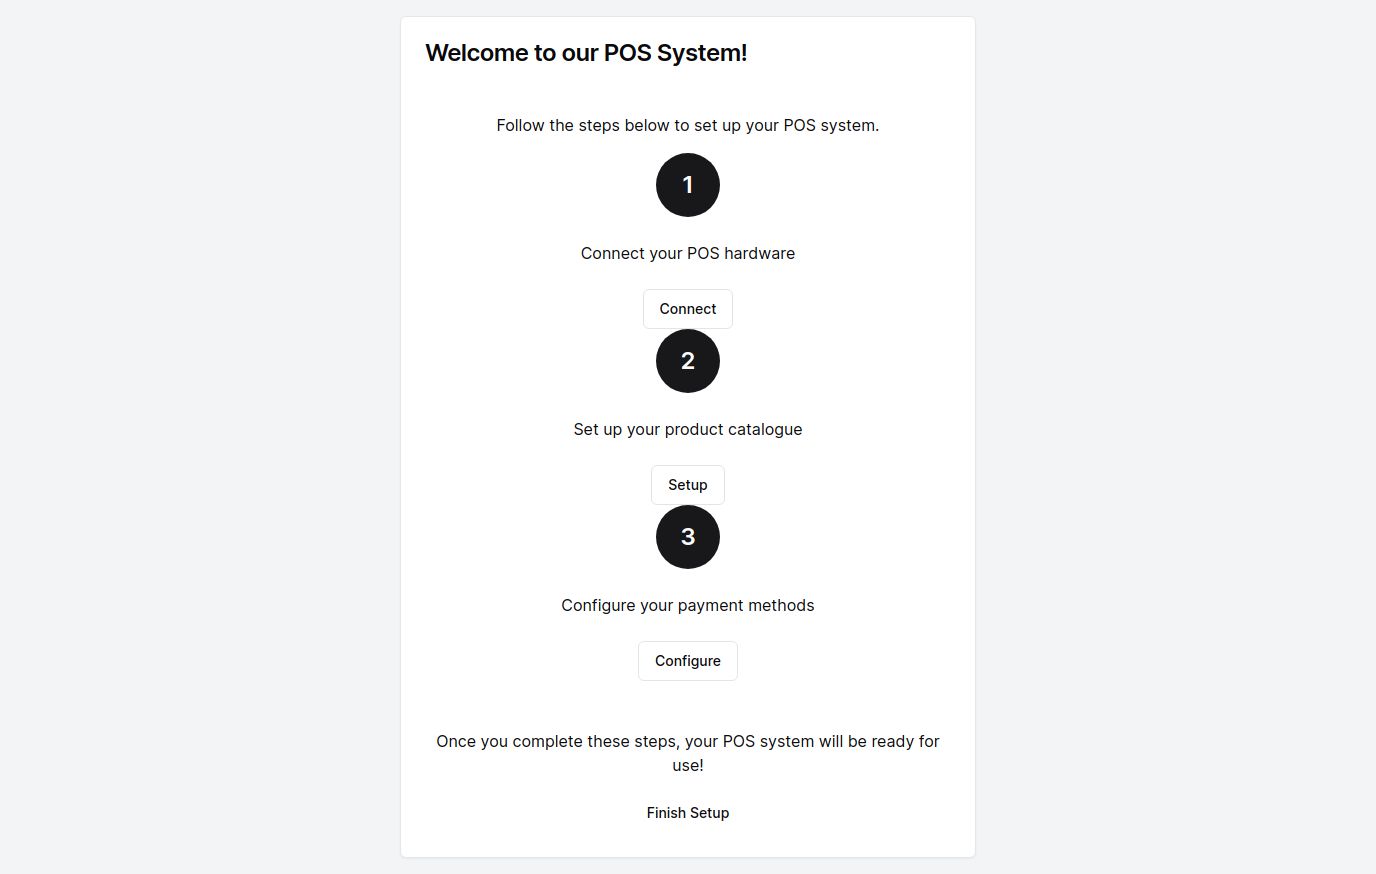 Welcome to our POS System!
Follow the steps below to set up your POS system.
1
Connect your POS hardware
Connect
2
Set up your product catalogue
Setup
3
Configure your payment methods
Configure
Once you complete these steps, your POS system will be ready for
use!
Finish Setup